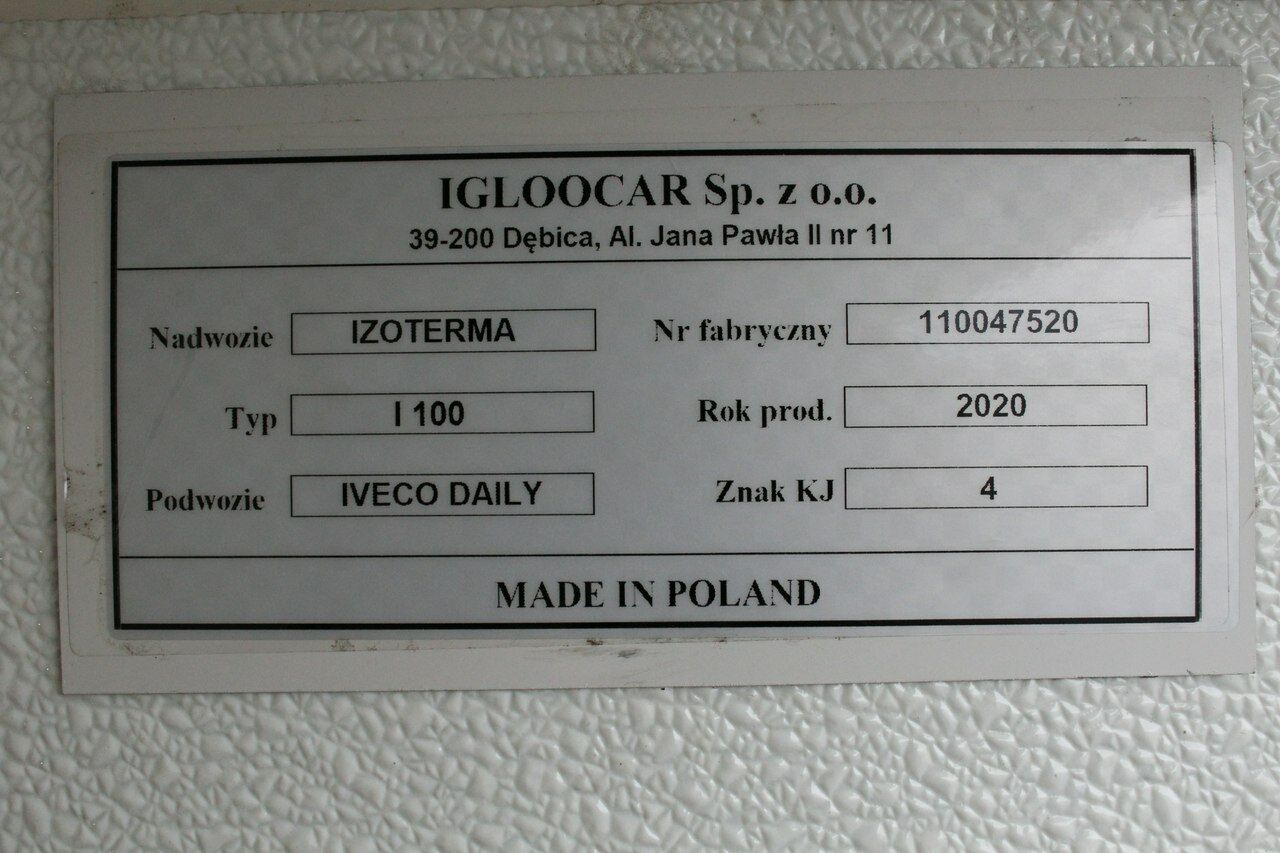 IGLOOCAR Sp. z o.o.
39-200 Dębica, Al. Jana Pawła II nr 11
Nadwozie IZOTERMA Nr fabryczny 110047520
Typ I 100 Rok prod. 2020
Podwozie IVECO DAILY Znak KJ 4
MADE IN POLAND